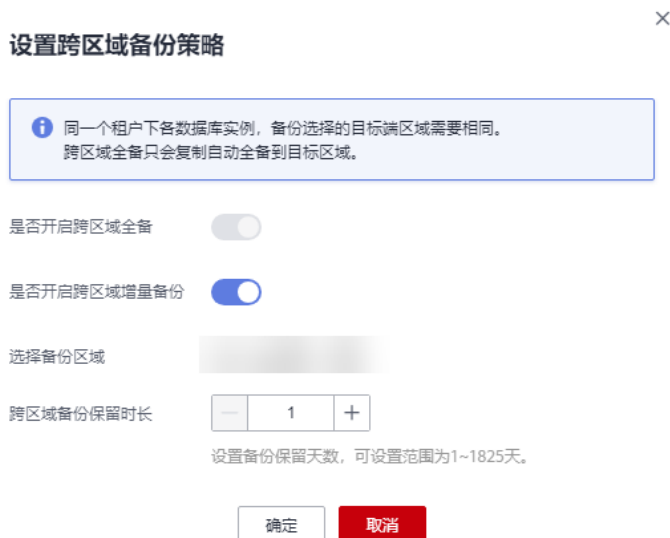 设置跨区域备份策略
同一个租户下各数据库实例，备份选择的目标端区域需要相同。
跨区域全备只会复制自动全备到目标区域。
是否开启跨区域全备
是否开启跨区域增量备份
选择备份区域
跨区域备份保留时长
1
设置备份保留天数，可设置范围为1~1825天。
确定 取消